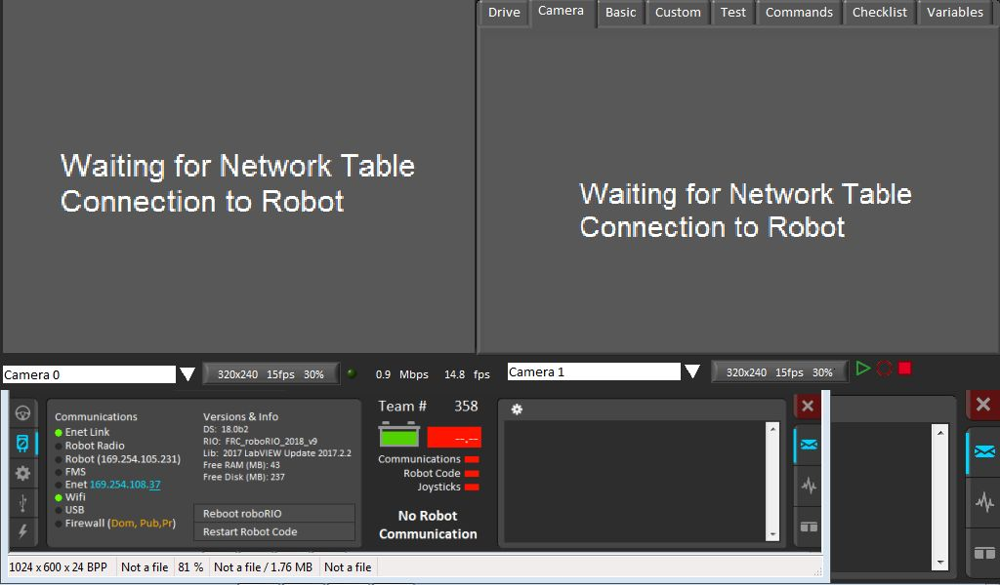 Drive Camera Basic Custom Test Commands Checklist Variables
Waiting for Network Table
Connection to Robot
Waiting for Network Table
Connection to Robot
Camera 0 320x240 15fps 30% 0.9 Mbps 14.8 fps Camera 1 320x240 15fps 30%
Communications
Enet Link
Robot Radio
Robot (169.254.105.231)
FMS
Enet 169.254.108.37
Wifi
USB
Firewall (Dom, Pub,Pr)
Versions & Info
DS: 18.0b2
RIO: FRC_roboRIO_2018_v9
Lib: 2017 LabVIEW Update 2017.2.2
Free RAM (MB): 43
Free Disk (MB): 237
Reboot roboRIO
Restart Robot Code
Team # 358
--.--
Communications
Robot Code
Joysticks
No Robot
Communication
1024 x 600 x 24 BPP Not a file 81 % Not a file / 1.76 MB Not a file